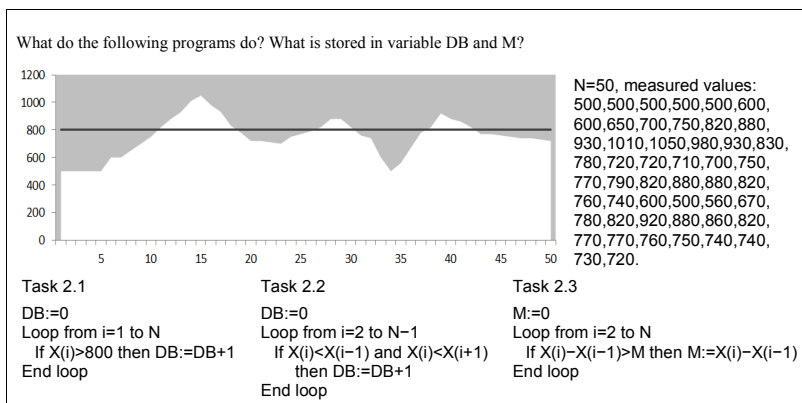 What do the following programs do? What is stored in variable DB and M?
1200
1000
800
600
400
200
0
5 10 15 20 25 30 35 40 45 50
N=50, measured values:
500,500,500,500,500,600,
600,650,700,750,820,880,
930,1010,1050,980,930,830,
780,720,720,710,700,750,
770,790,820,880,880,820,
760,740,600,500,560,670,
780,820,920,880,860,820,
770,770,760,750,740,740,
730,720.
Task 2.1
DB:=0
Loop from i=1 to N
If X(i)>800 then DB:=DB+1
End loop
Task 2.2
DB:=0
Loop from i=2 to N−1
If X(i)<X(i−1) and X(i)<X(i+1)
then DB:=DB+1
End loop
Task 2.3
M:=0
Loop from i=2 to N
If X(i)−X(i−1)>M then M:=X(i)−X(i−1)
End loop